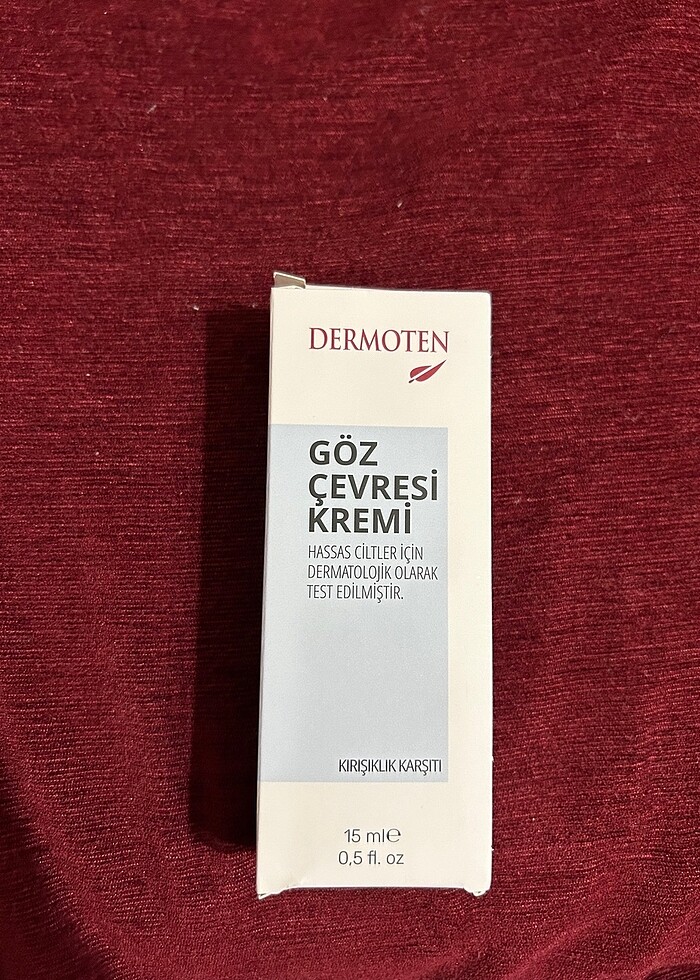 DERMOTEN
GÖZ
ÇEVRESİ
KREMİ
HASSAS CİLTLER İÇİN
DERMATOLOJİK OLARAK
TEST EDİLMİŞTİR.
KIRIŞIKLIK KARŞITI
15 ml℮
0,5 fl. oz